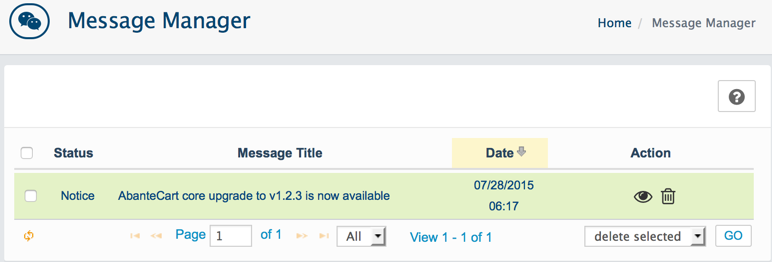 Message Manager
Home / Message Manager
Status Message Title Date Action
Notice AbanteCart core upgrade to v1.2.3 is now available 07/28/2015
06:17
Page 1 of 1 All View 1 - 1 of 1 delete selected GO